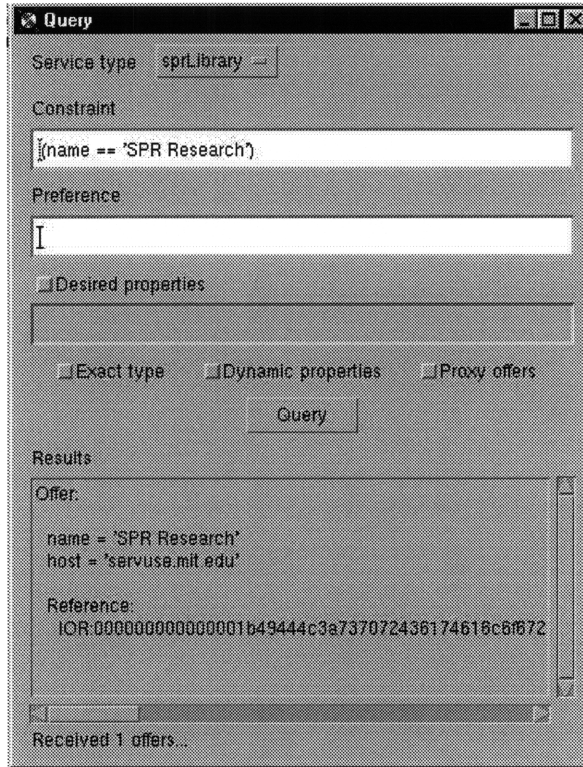 Query
Service type sprLibrary
Constraint
(name == 'SPR Research')
Preference
Desired properties
Exact type Dynamic properties Proxy offers
Query
Results
Offer:
name = 'SPR Research'
host = 'servuse.mit.edu'
Reference:
IOR:000000000000001b49444c3a737072436174616c6f672
Received 1 offers...